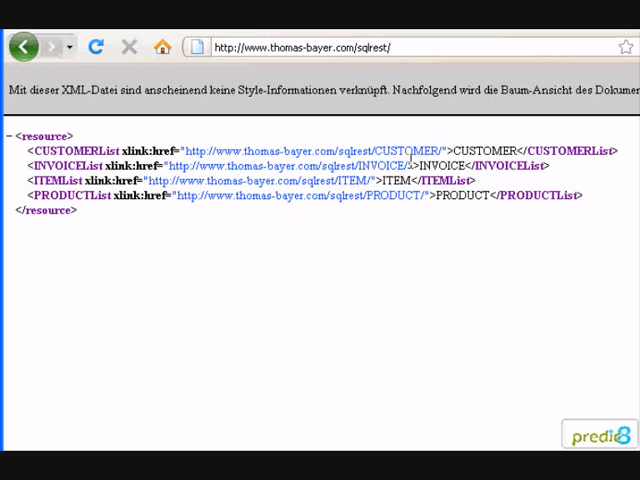 http://www.thomas-bayer.com/sqlrest/
Mit dieser XML-Datei sind anscheinend keine Style-Informationen verknüpft. Nachfolgend wird die Baum-Ansicht des Dokumen
− <resource>
<CUSTOMERList xlink:href="http://www.thomas-bayer.com/sqlrest/CUSTOMER/">CUSTOMER</CUSTOMERList>
<INVOICEList xlink:href="http://www.thomas-bayer.com/sqlrest/INVOICE/">INVOICE</INVOICEList>
<ITEMList xlink:href="http://www.thomas-bayer.com/sqlrest/ITEM/">ITEM</ITEMList>
<PRODUCTList xlink:href="http://www.thomas-bayer.com/sqlrest/PRODUCT/">PRODUCT</PRODUCTList>
</resource>
predic8